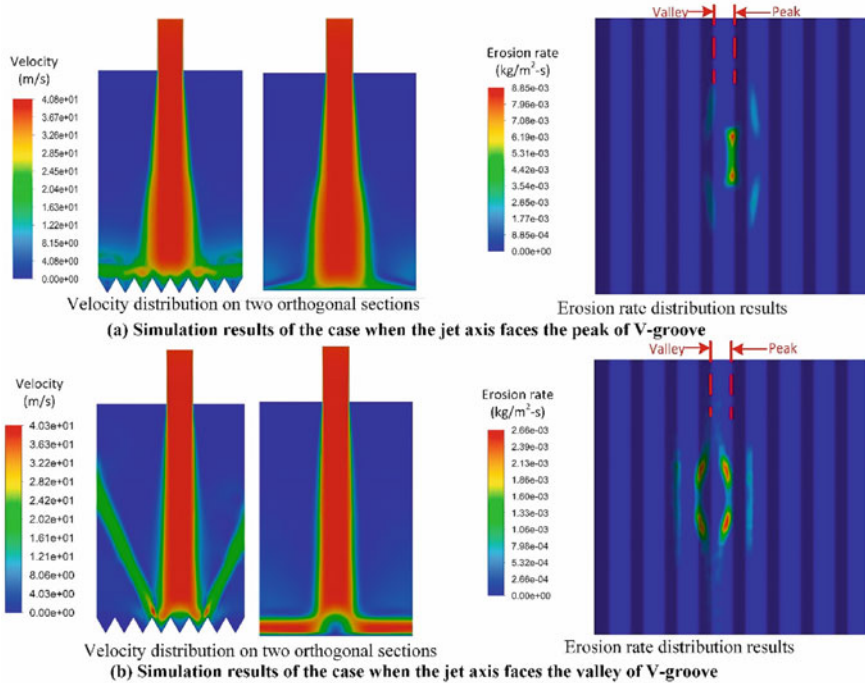 Velocity
(m/s)
4.08e+01
3.67e+01
3.26e+01
2.85e+01
2.45e+01
2.04e+01
1.63e+01
1.22e+01
8.15e+00
4.08e+00
0.00e+00
Erosion rate
(kg/m²-s)
8.85e-03
7.96e-03
7.08e-03
6.19e-03
5.31e-03
4.42e-03
3.54e-03
2.65e-03
1.77e-03
8.85e-04
0.00e+00
Valley Peak
Velocity distribution on two orthogonal sections
Erosion rate distribution results
(a) Simulation results of the case when the jet axis faces the peak of V-groove
Velocity
(m/s)
4.03e+01
3.62e+01
3.22e+01
2.82e+01
2.42e+01
2.02e+01
1.61e+01
1.21e+01
8.06e+00
4.03e+00
0.00e+00
Erosion rate
(kg/m²-s)
2.66e-03
2.39e-03
2.13e-03
1.86e-03
1.60e-03
1.33e-03
1.06e-03
7.98e-04
5.32e-04
2.66e-04
0.00e+00
Valley Peak
Velocity distribution on two orthogonal sections
Erosion rate distribution results
(b) Simulation results of the case when the jet axis faces the valley of V-groove